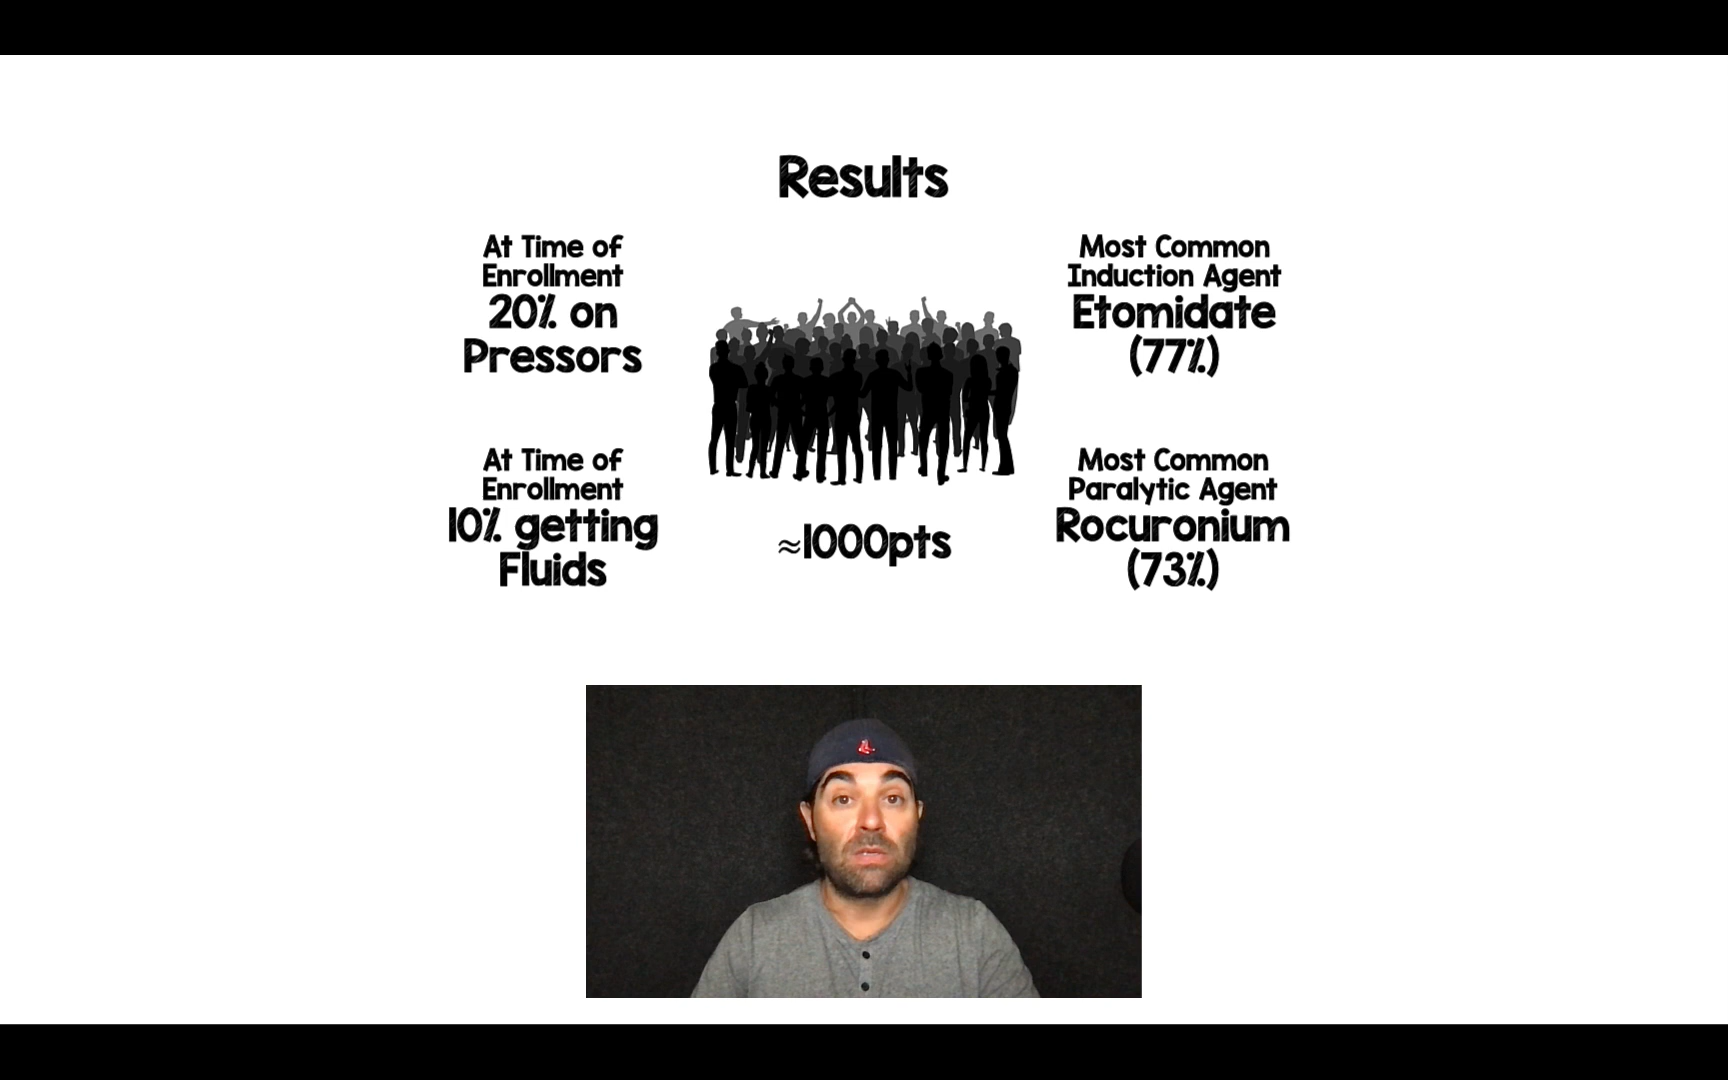 Results
At Time of
Enrollment
20% on
Pressors
Most Common
Induction Agent
Etomidate
(77%)
At Time of
Enrollment
10% getting
Fluids
≈1000pts
Most Common
Paralytic Agent
Rocuronium
(73%)